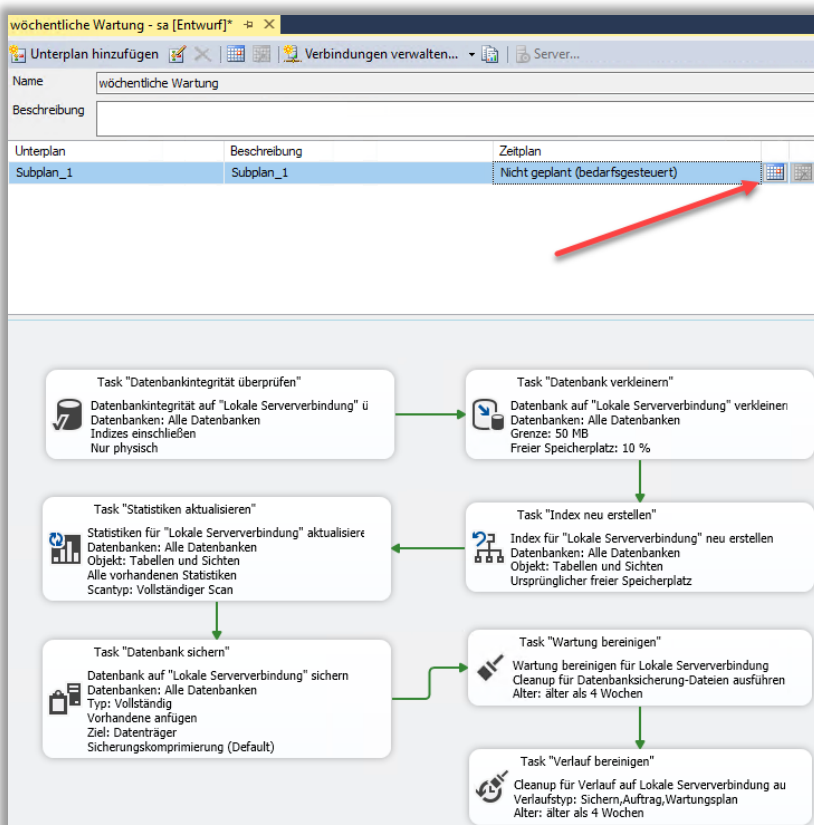 wöchentliche Wartung - sa [Entwurf]*
Unterplan hinzufügen Verbindungen verwalten... Server...
Name wöchentliche Wartung
Beschreibung
Unterplan Beschreibung Zeitplan
Subplan_1 Subplan_1 Nicht geplant (bedarfsgesteuert)
Task "Datenbankintegrität überprüfen"
Datenbankintegrität auf "Lokale Serververbindung" ü
Datenbanken: Alle Datenbanken
Indizes einschließen
Nur physisch
Task "Datenbank verkleinern"
Datenbank auf "Lokale Serververbindung" verkleinern
Datenbanken: Alle Datenbanken
Grenze: 50 MB
Freier Speicherplatz: 10 %
Task "Statistiken aktualisieren"
Statistiken für "Lokale Serververbindung" aktualisiere
Datenbanken: Alle Datenbanken
Objekt: Tabellen und Sichten
Alle vorhandenen Statistiken
Scantyp: Vollständiger Scan
Task "Index neu erstellen"
Index für "Lokale Serververbindung" neu erstellen
Datenbanken: Alle Datenbanken
Objekt: Tabellen und Sichten
Ursprünglicher freier Speicherplatz
Task "Datenbank sichern"
Datenbank auf "Lokale Serververbindung" sichern
Datenbanken: Alle Datenbanken
Typ: Vollständig
Vorhandene anfügen
Ziel: Datenträger
Sicherungskomprimierung (Default)
Task "Wartung bereinigen"
Wartung bereinigen für Lokale Serververbindung
Cleanup für Datenbanksicherung-Dateien ausführen
Alter: älter als 4 Wochen
Task "Verlauf bereinigen"
Cleanup für Verlauf auf Lokale Serververbindung au
Verlaufstyp: Sichern,Auftrag,Wartungsplan
Alter: älter als 4 Wochen